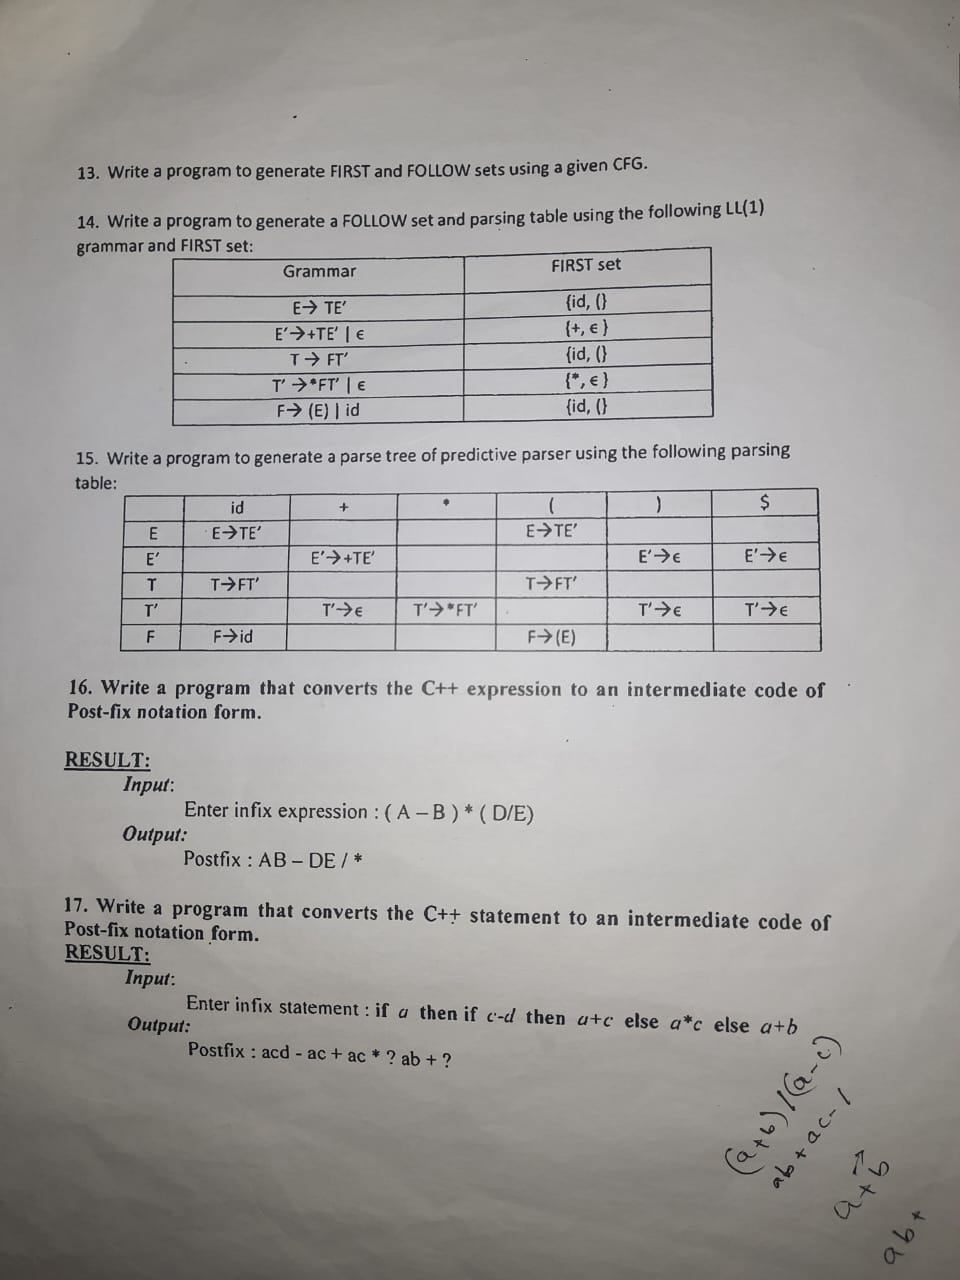 13. Write a program to generate FIRST and FOLLOW sets using a given CFG.
14. Write a program to generate a FOLLOW set and parsing table using the following LL(1)
grammar and FIRST set:
Grammar FIRST set
E→ TE′ {id, (}
E′→+TE′ | ϵ {+, ϵ }
T→ FT′ {id, (}
T′ →*FT′ | ϵ {*, ϵ }
F→ (E) | id {id, (}
15. Write a program to generate a parse tree of predictive parser using the following parsing
table:
id + * ( ) $
E E→TE′ E→TE′
E′ E′→+TE′ E′→ϵ E′→ϵ
T T→FT′ T→FT′
T′ T′→ϵ T′→*FT′ T′→ϵ T′→ϵ
F F→id F→(E)
16. Write a program that converts the C++ expression to an intermediate code of
Post-fix notation form.
RESULT:
Input:
Enter infix expression : ( A – B ) * ( D/E)
Output:
Postfix : AB – DE / *
17. Write a program that converts the C++ statement to an intermediate code of
Post-fix notation form.
RESULT:
Input:
Enter infix statement : if a then if c-d then a+c else a*c else a+b
Output:
Postfix : acd - ac + ac * ? ab + ?
(a+b)/(a-c)
ab+ac-/
a+b
ab+